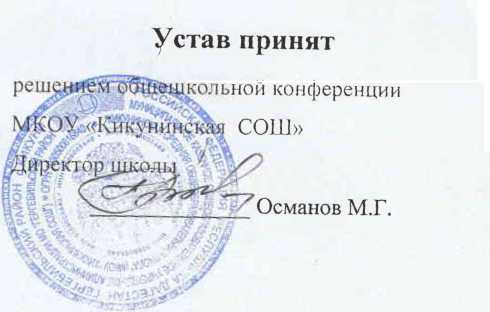 Устав принят
решением общешкольной конференции
МКОУ «Кикунинская СОШ»
Директор школы
Османов М.Г.